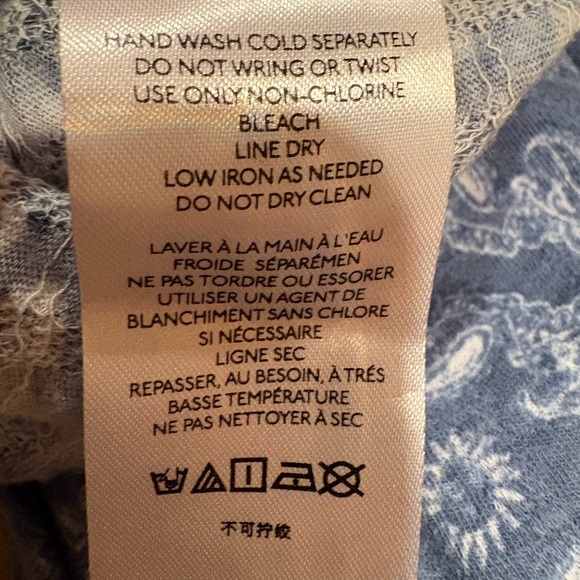 HAND WASH COLD SEPARATELY
DO NOT WRING OR TWIST
USE ONLY NON-CHLORINE
BLEACH
LINE DRY
LOW IRON AS NEEDED
DO NOT DRY CLEAN
LAVER À LA MAIN À L'EAU
FROIDE SÉPARÉMEN
NE PAS TORDRE OU ESSORER
UTILISER UN AGENT DE
BLANCHIMENT SANS CHLORE
SI NÉCESSAIRE
LIGNE SEC
REPASSER, AU BESOIN, À TRÉS
BASSE TEMPÉRATURE
NE PAS NETTOYER À SEC
不可拧绞